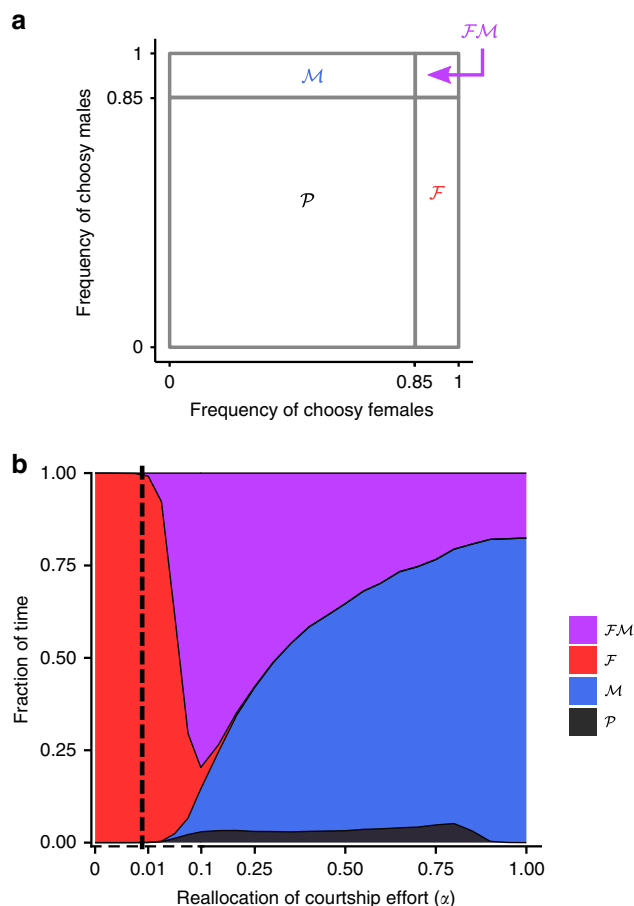 a
ℱℳ
1
ℳ
0.85
Frequency of choosy males
𝒫
ℱ
0
0 0.85 1
Frequency of choosy females
b
1.00
0.75
0.50
0.25
0.00
Fraction of time
ℱℳ
ℱ
ℳ
𝒫
0 0.01 0.1 0.25 0.50 0.75 1.00
Reallocation of courtship effort (α)